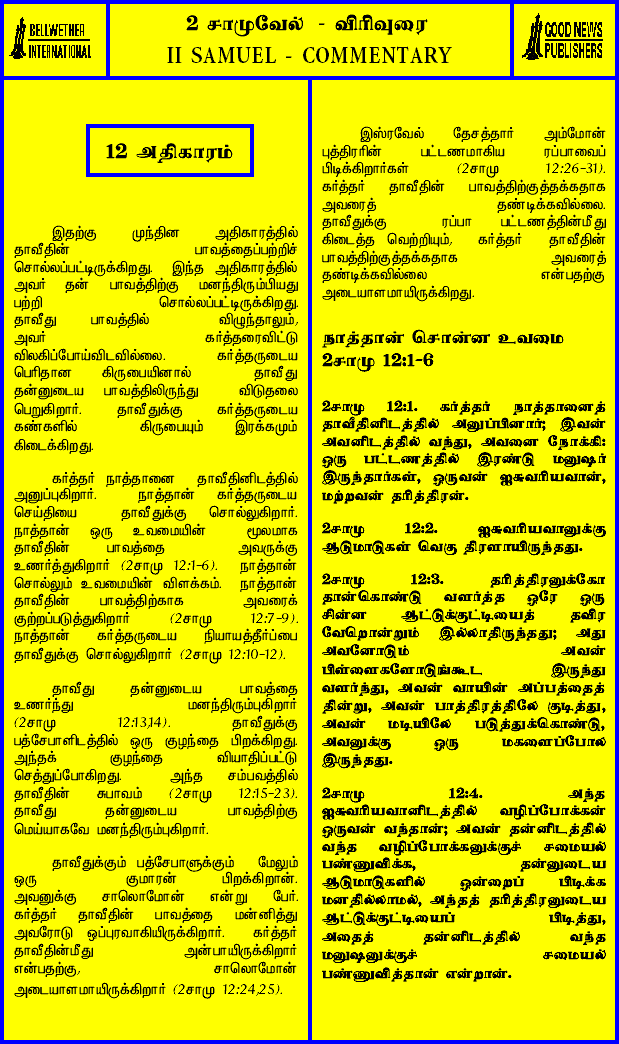 BELLWETHER
INTERNATIONAL
2 சாமுவேல் - விரிவுரை
II SAMUEL - COMMENTARY
GOOD NEWS
PUBLISHERS
12 அதிகாரம்
இதற்கு முந்தின அதிகாரத்தில்
தாவீதின் பாவத்தைப்பற்றிச்
சொல்லப்பட்டிருக்கிறது. இந்த அதிகாரத்தில்
அவர் தன் பாவத்திற்கு மனந்திரும்பியது
பற்றி சொல்லப்பட்டிருக்கிறது.
தாவீது பாவத்தில் விழுந்தாலும்,
அவர் கர்த்தரைவிட்டு
விலகிப்போய்விடவில்லை. கர்த்தருடைய
பெரிதான கிருபையினால் தாவீது
தன்னுடைய பாவத்திலிருந்து விடுதலை
பெறுகிறார். தாவீதுக்கு கர்த்தருடைய
கண்களில் கிருபையும் இரக்கமும்
கிடைக்கிறது.
கர்த்தர் நாத்தானை தாவீதினிடத்தில்
அனுப்புகிறார். நாத்தான் கர்த்தருடைய
செய்தியை தாவீதுக்கு சொல்லுகிறார்.
நாத்தான் ஒரு உவமையின் மூலமாக
தாவீதின் பாவத்தை அவருக்கு
உணர்த்துகிறார் (2சாமு 12:1-6). நாத்தான்
சொல்லும் உவமையின் விளக்கம். நாத்தான்
தாவீதின் பாவத்திற்காக அவரைக்
குற்றப்படுத்துகிறார் (2சாமு 12:7-9).
நாத்தான் கர்த்தருடைய நியாயத்தீர்ப்பை
தாவீதுக்கு சொல்லுகிறார் (2சாமு 12:10-12).
தாவீது தன்னுடைய பாவத்தை
உணர்ந்து மனந்திரும்புகிறார்
(2சாமு 12:13,14). தாவீதுக்கு
பத்சேபாளிடத்தில் ஒரு குழந்தை பிறக்கிறது.
அந்தக் குழந்தை வியாதிப்பட்டு
செத்துப்போகிறது. அந்த சம்பவத்தில்
தாவீதின் சுபாவம் (2சாமு 12:15-23).
தாவீது தன்னுடைய பாவத்திற்கு
மெய்யாகவே மனந்திரும்புகிறார்.
தாவீதுக்கும் பத்சேபாளுக்கும் மேலும்
ஒரு குமாரன் பிறக்கிறான்.
அவனுக்கு சாலொமோன் என்று பேர்.
கர்த்தர் தாவீதின் பாவத்தை மன்னித்து
அவரோடு ஒப்புரவாகியிருக்கிறார். கர்த்தர்
தாவீதின்மீது அன்பாயிருக்கிறார்
என்பதற்கு, சாலொமோன்
அடையாளமாயிருக்கிறார் (2சாமு 12:24,25).
இஸ்ரவேல் தேசத்தார் அம்மோன்
புத்திரரின் பட்டணமாகிய ரப்பாவைப்
பிடிக்கிறார்கள் (2சாமு 12:26-31).
கர்த்தர் தாவீதின் பாவத்திற்குத்தக்கதாக
அவரைத் தண்டிக்கவில்லை.
தாவீதுக்கு ரப்பா பட்டணத்தின்மீது
கிடைத்த வெற்றியும், கர்த்தர் தாவீதின்
பாவத்திற்குத்தக்கதாக அவரைத்
தண்டிக்கவில்லை என்பதற்கு
அடையாளமாயிருக்கிறது.
நாத்தான் சொன்ன உவமை
2சாமு 12:1-6
2சாமு 12:1. கர்த்தர் நாத்தானைத்
தாவீதினிடத்தில் அனுப்பினார்; இவன்
அவனிடத்தில் வந்து, அவனை நோக்கி:
ஒரு பட்டணத்தில் இரண்டு மனுஷர்
இருந்தார்கள், ஒருவன் ஐசுவரியவான்,
மற்றவன் தரித்திரன்.
2சாமு 12:2. ஐசுவரியவானுக்கு
ஆடுமாடுகள் வெகு திரளாயிருந்தது.
2சாமு 12:3. தரித்திரனுக்கோ
தான்கொண்டு வளர்த்த ஒரே ஒரு
சின்ன ஆட்டுக்குட்டியைத் தவிர
வேறொன்றும் இல்லாதிருந்தது; அது
அவனோடும் அவன்
பிள்ளைகளோடுங்கூட இருந்து
வளர்ந்து, அவன் வாயின் அப்பத்தைத்
தின்று, அவன் பாத்திரத்திலே குடித்து,
அவன் மடியிலே படுத்துக்கொண்டு,
அவனுக்கு ஒரு மகளைப்போல
இருந்தது.
2சாமு 12:4. அந்த
ஐசுவரியவானிடத்தில் வழிப்போக்கன்
ஒருவன் வந்தான்; அவன் தன்னிடத்தில்
வந்த வழிப்போக்கனுக்குச் சமையல்
பண்ணுவிக்க, தன்னுடைய
ஆடுமாடுகளில் ஒன்றைப் பிடிக்க
மனதில்லாமல், அந்தத் தரித்திரனுடைய
ஆட்டுக்குட்டியைப் பிடித்து,
அதைத் தன்னிடத்தில் வந்த
மனுஷனுக்குச் சமையல்
பண்ணுவித்தான் என்றான்.